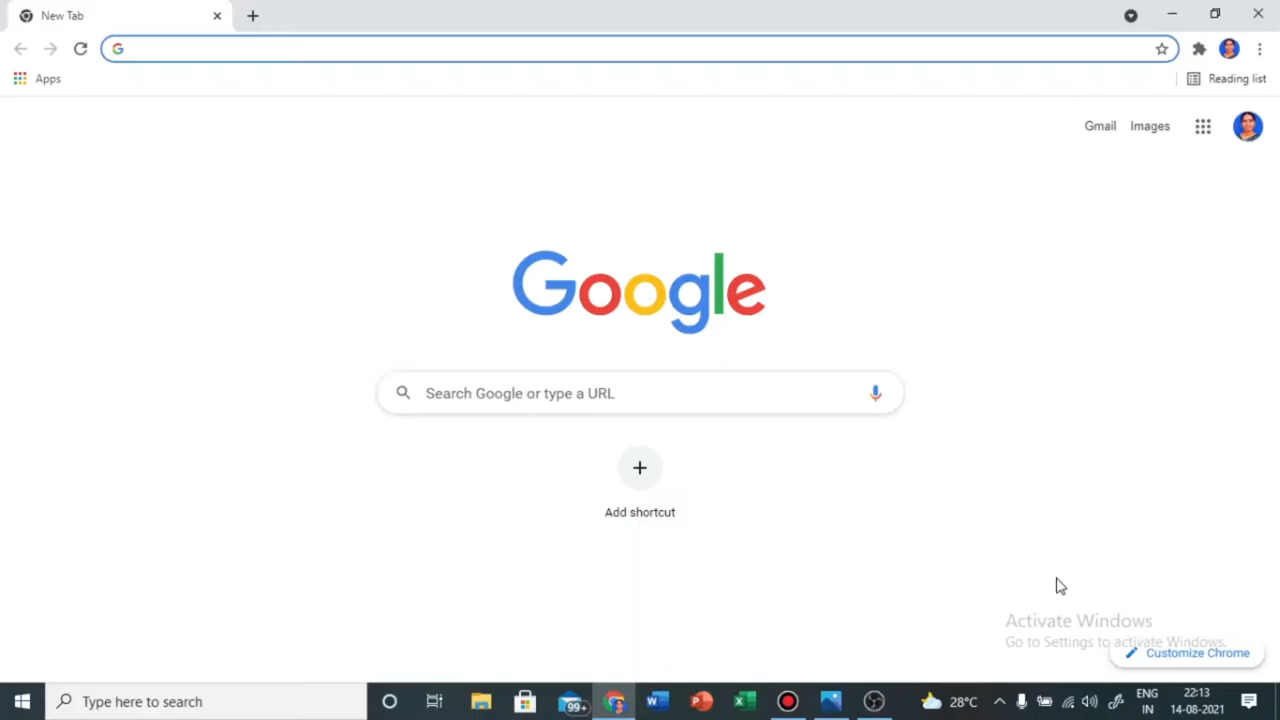 New Tab
Apps
Reading list
Gmail Images
Google
Search Google or type a URL
Add shortcut
Activate Windows
Go to Settings to activate Windows.
Customize Chrome
Type here to search
99+
28°C
ENG
IN
22:13
14-08-2021